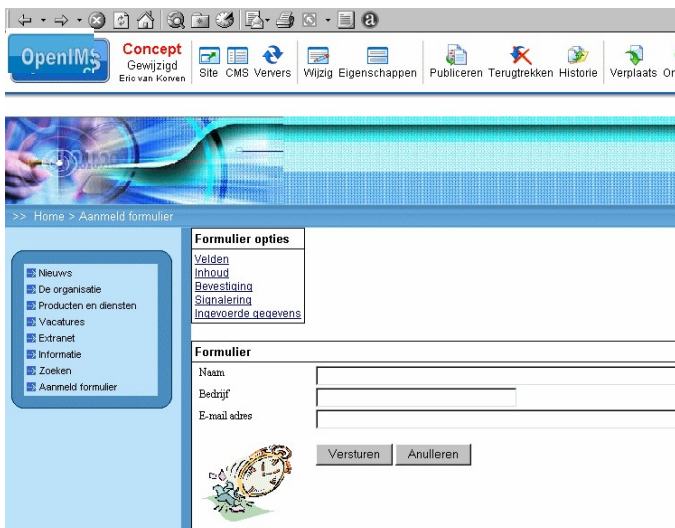 OpenIMS
Concept
Gewijzigd
Eric van Korven
Site CMS Ververs Wijzig Eigenschappen Publiceren Terugtrekken Historie Verplaats Or
>> Home > Aanmeld formulier
Nieuws
De organisatie
Producten en diensten
Vacatures
Extranet
Informatie
Zoeken
Aanmeld formulier
Formulier opties
Velden
Inhoud
Bevestiging
Signalering
Ingevoerde gegevens
Formulier
Naam
Bedrijf
E-mail adres
Versturen Anulleren